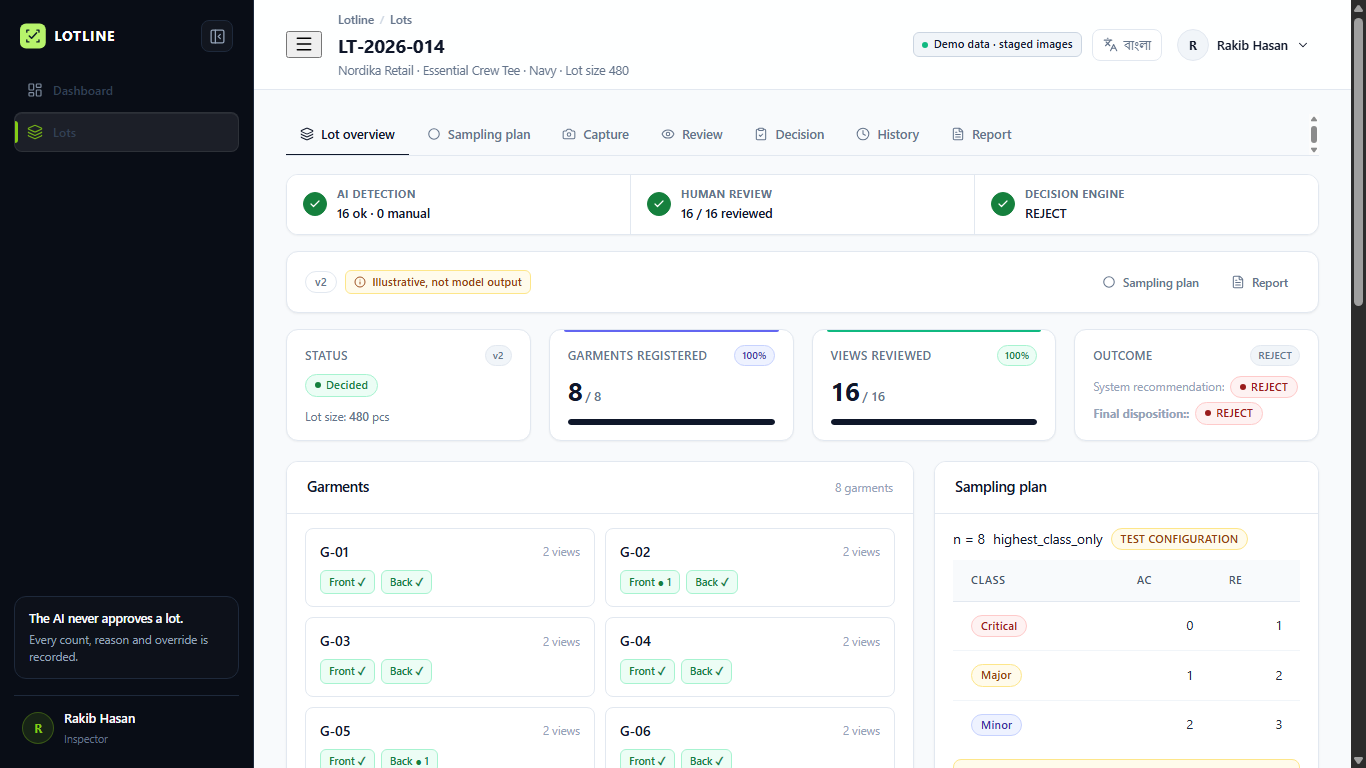 LOTLINE
Dashboard
Lots
The AI never approves a lot.
Every count, reason and override is
recorded.
R
Rakib Hasan
Inspector
Lotline / Lots
LT-2026-014
Nordika Retail · Essential Crew Tee · Navy · Lot size 480
Demo data · staged images
বাংলা
R Rakib Hasan
Lot overview
Sampling plan
Capture
Review
Decision
History
Report
AI DETECTION
16 ok · 0 manual
HUMAN REVIEW
16 / 16 reviewed
DECISION ENGINE
REJECT
v2
Illustrative, not model output
Sampling plan
Report
STATUS v2
Decided
Lot size: 480 pcs
GARMENTS REGISTERED 100%
8 / 8
VIEWS REVIEWED 100%
16 / 16
OUTCOME REJECT
System recommendation: REJECT
Final disposition:: REJECT
Garments 8 garments
G-01 2 views
Front ✓ Back ✓
G-02 2 views
Front ● 1 Back ✓
G-03 2 views
Front ✓ Back ✓
G-04 2 views
Front ✓ Back ✓
G-05 2 views
Front ✓ Back ● 1
G-06 2 views
Front ✓ Back ✓
Sampling plan
n = 8 highest_class_only TEST CONFIGURATION
CLASS AC RE
Critical 0 1
Major 1 2
Minor 2 3